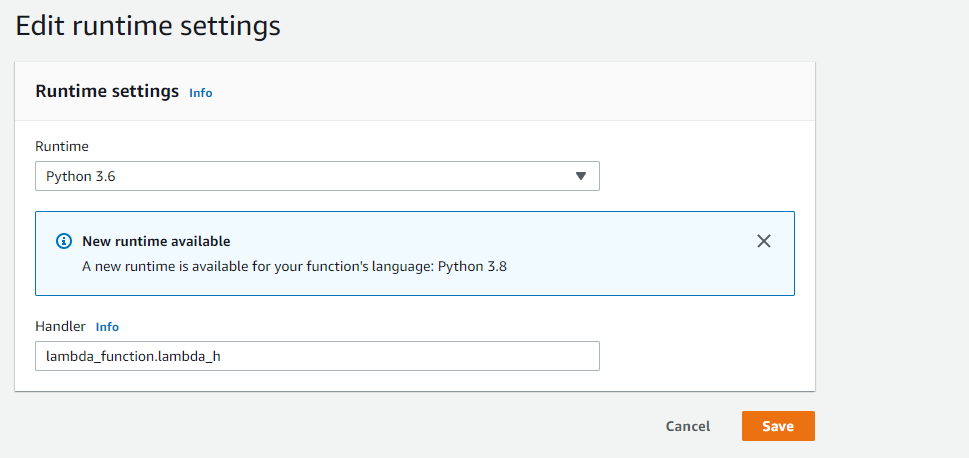 Edit runtime settings
Runtime settings Info
Runtime
Python 3.6
New runtime available
A new runtime is available for your function's language: Python 3.8
Handler Info
lambda_function.lambda_h
Cancel Save